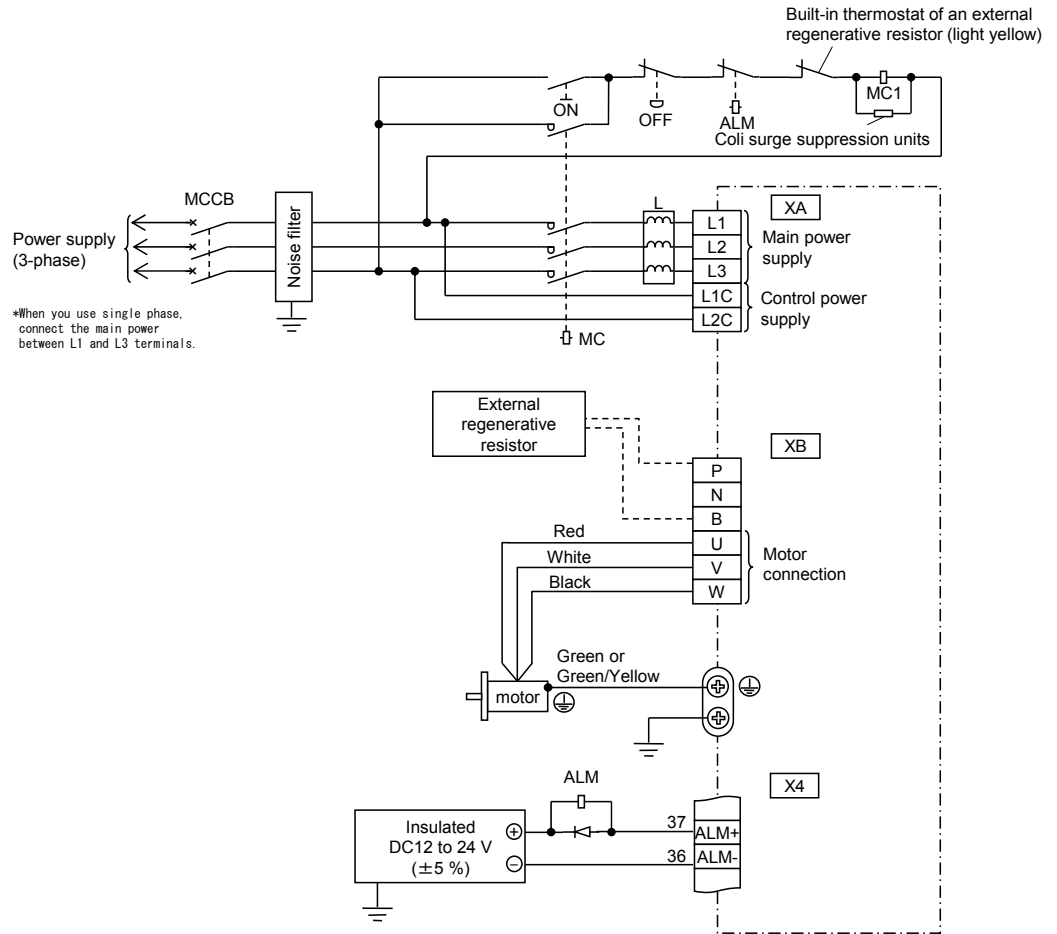 Built-in thermostat of an external
regenerative resistor (light yellow)
ON
OFF
ALM
MC1
Coli surge suppression units
MCCB
Noise filter
L
XA
Power supply
(3-phase)
L1
L2
L3
L1C
L2C
Main power
supply
Control power
supply
*When you use single phase,
connect the main power
between L1 and L3 terminals.
MC
External
regenerative
resistor
XB
P
N
B
U
V
W
Red
White
Black
Motor
connection
Green or
Green/Yellow
motor
ALM
X4
Insulated
DC12 to 24 V
(±5 %)
+
−
37
ALM+
36
ALM-